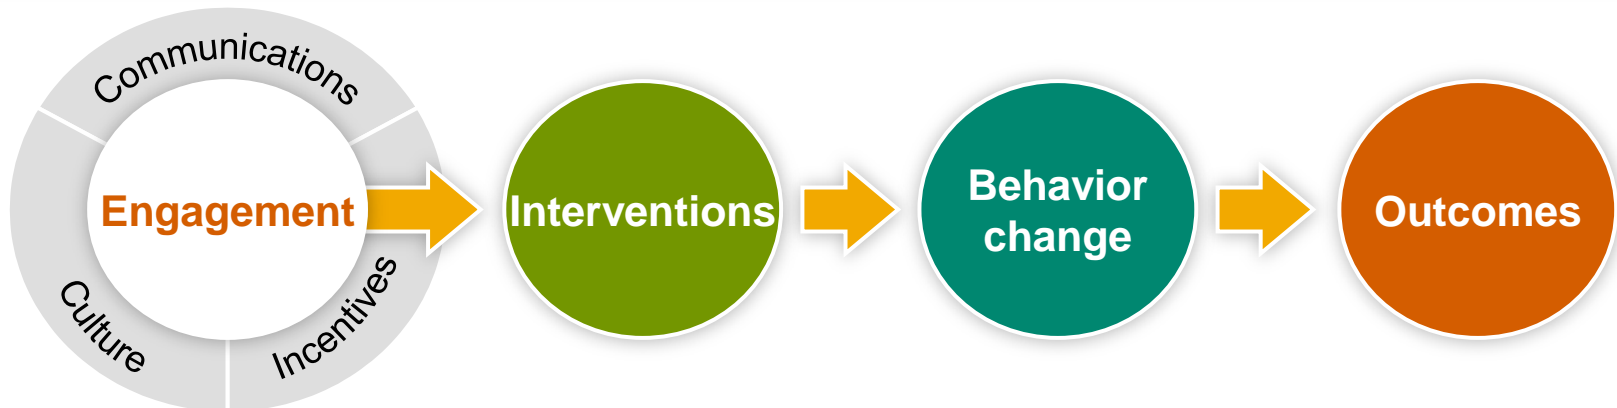 Communications
Engagement
Culture
Incentives
Interventions
Behavior
change
Outcomes